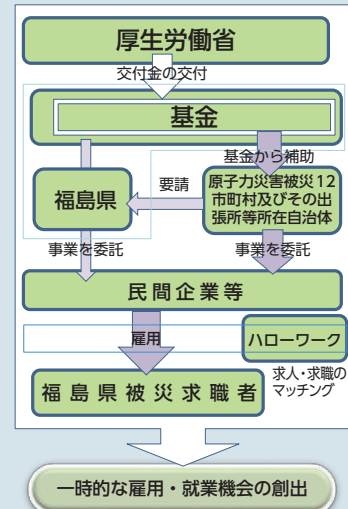 厚生労働省
交付金の交付
基金
基金から補助
福島県
要請
原子力災害被災12
市町村及びその出
張所等所在自治体
事業を委託
事業を委託
民間企業等
雇用
ハローワーク
福島県被災求職者
求人・求職の
マッチング
一時的な雇用・就業機会の創出